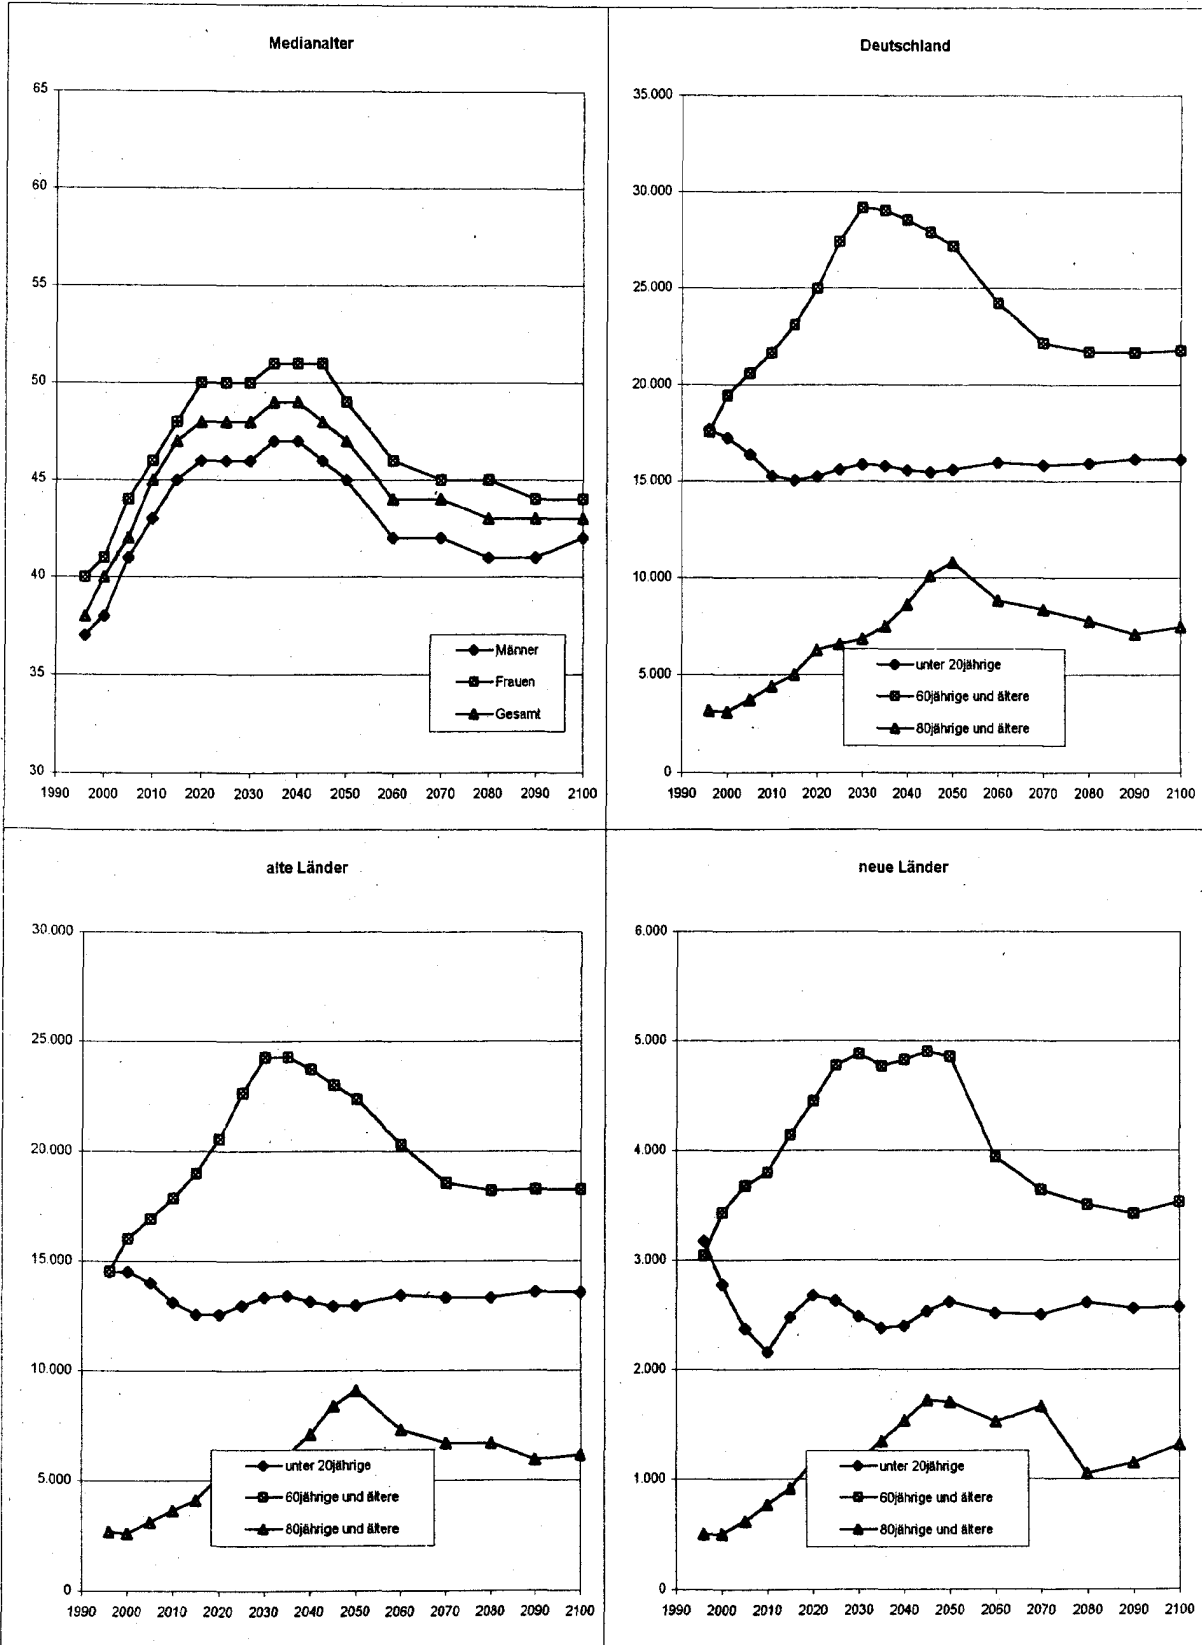 Medianalter
65
60
55
50
45
40
35
30
1990 2000 2010 2020 2030 2040 2050 2060 2070 2080 2090 2100
Männer
Frauen
Gesamt
Deutschland
35.000
30.000
25.000
20.000
15.000
10.000
5.000
0
1990 2000 2010 2020 2030 2040 2050 2060 2070 2080 2090 2100
unter 20jährige
60jährige und ältere
80jährige und ältere
alte Länder
30.000
25.000
20.000
15.000
10.000
5.000
0
1990 2000 2010 2020 2030 2040 2050 2060 2070 2080 2090 2100
unter 20jährige
60jährige und ältere
80jährige und ältere
neue Länder
6.000
5.000
4.000
3.000
2.000
1.000
0
1990 2000 2010 2020 2030 2040 2050 2060 2070 2080 2090 2100
unter 20jährige
60jährige und ältere
80jährige und ältere